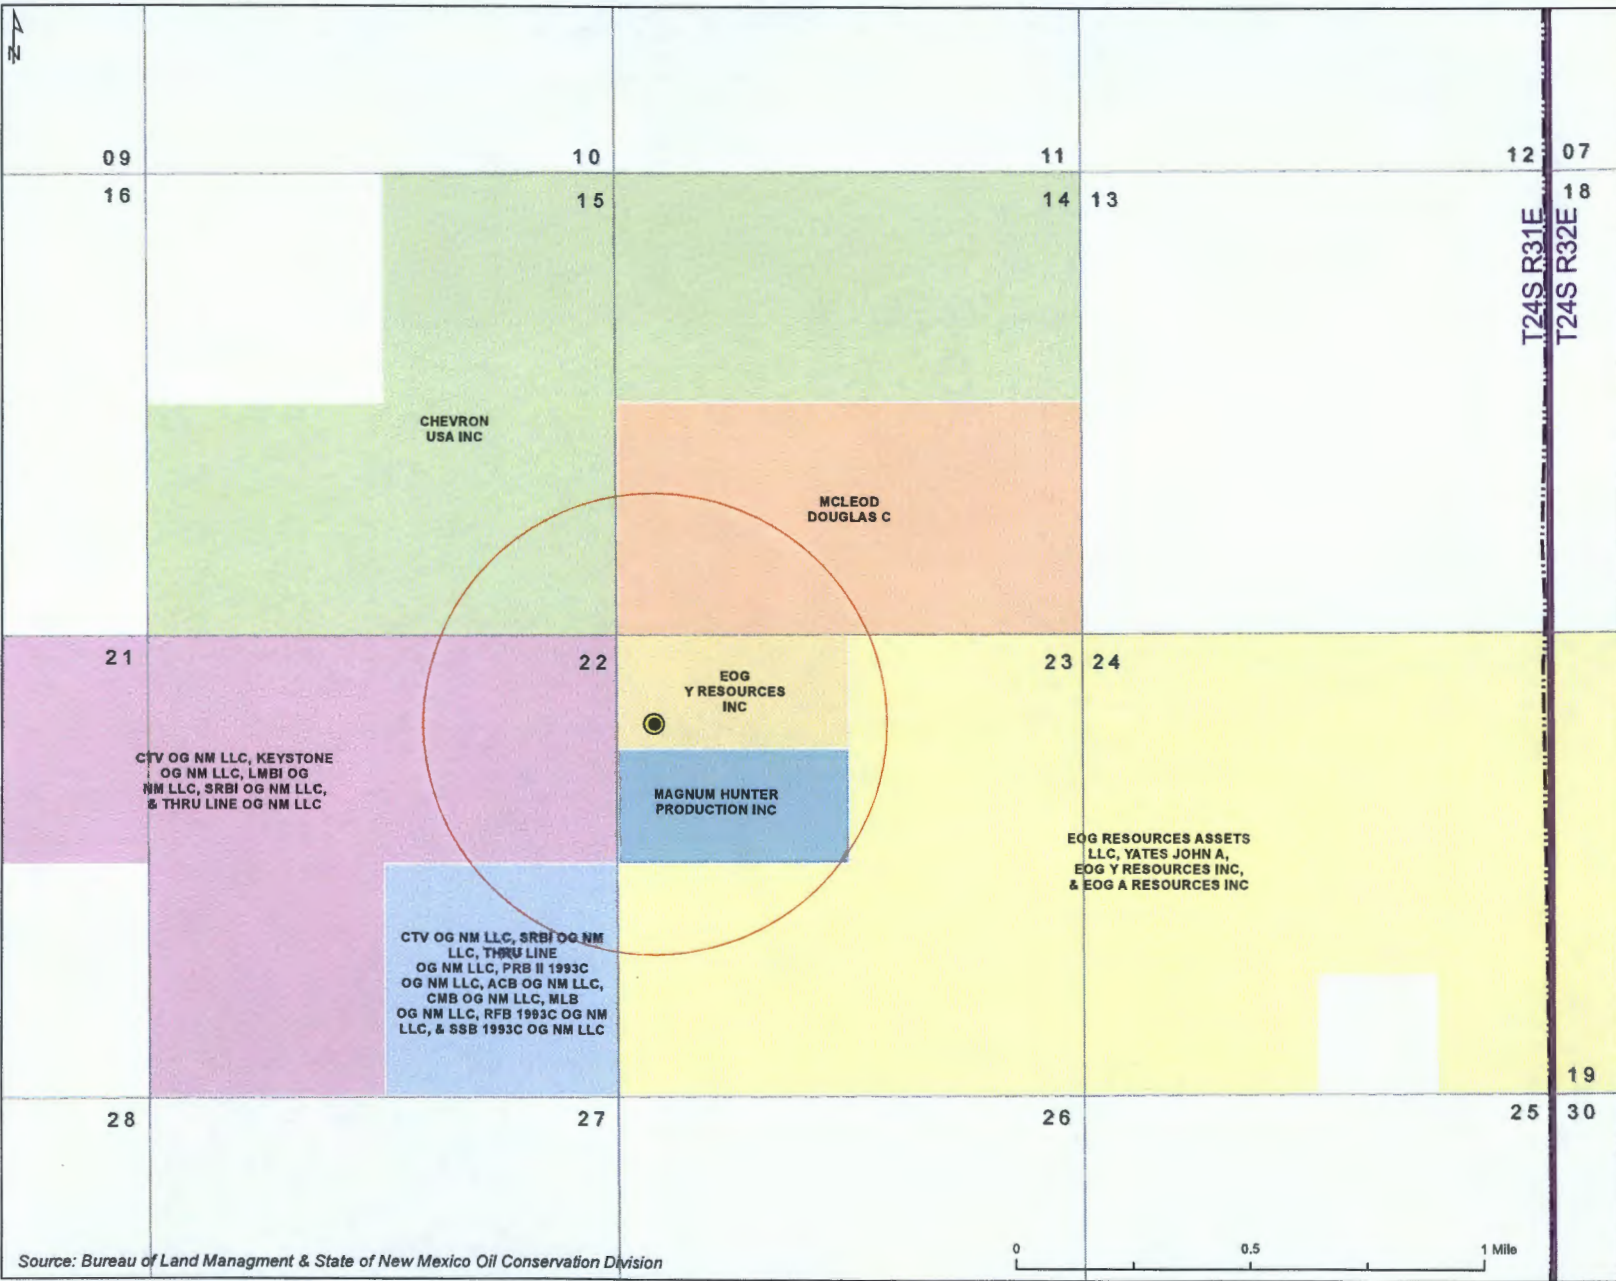 N
09
10
11
12
07
16
15
14
13
18
T24S R31E
T24S R32E
CHEVRON
USA INC
MCLEOD
DOUGLAS C
21
22
23
24
EOG
Y RESOURCES
INC
CTV OG NM LLC, KEYSTONE
OG NM LLC, LMBI OG
NM LLC, SRBI OG NM LLC,
& THRU LINE OG NM LLC
MAGNUM HUNTER
PRODUCTION INC
EOG RESOURCES ASSETS
LLC, YATES JOHN A,
EOG Y RESOURCES INC,
& EOG A RESOURCES INC
CTV OG NM LLC, SRBI OG NM
LLC, THRU LINE
OG NM LLC, PRB II 1993C
OG NM LLC, ACB OG NM LLC,
CMB OG NM LLC, MLB
OG NM LLC, RFB 1993C OG NM
LLC, & SSB 1993C OG NM LLC
19
28
27
26
25
30
Source: Bureau of Land Managment & State of New Mexico Oil Conservation Division
0
0.5
1 Mile